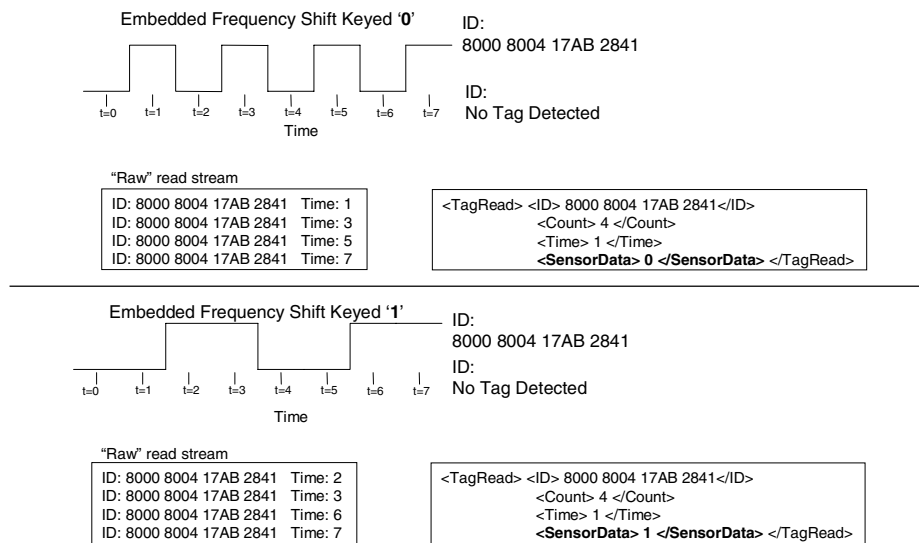 Embedded Frequency Shift Keyed ‘0’
ID:
8000 8004 17AB 2841
ID:
No Tag Detected
t=0 t=1 t=2 t=3 t=4 t=5 t=6 t=7
Time
“Raw” read stream
ID: 8000 8004 17AB 2841 Time: 1
ID: 8000 8004 17AB 2841 Time: 3
ID: 8000 8004 17AB 2841 Time: 5
ID: 8000 8004 17AB 2841 Time: 7
<TagRead> <ID> 8000 8004 17AB 2841</ID>
<Count> 4 </Count>
<Time> 1 </Time>
<SensorData> 0 </SensorData> </TagRead>
Embedded Frequency Shift Keyed ‘1’
ID:
8000 8004 17AB 2841
ID:
No Tag Detected
t=0 t=1 t=2 t=3 t=4 t=5 t=6 t=7
Time
“Raw” read stream
ID: 8000 8004 17AB 2841 Time: 2
ID: 8000 8004 17AB 2841 Time: 3
ID: 8000 8004 17AB 2841 Time: 6
ID: 8000 8004 17AB 2841 Time: 7
<TagRead> <ID> 8000 8004 17AB 2841</ID>
<Count> 4 </Count>
<Time> 1 </Time>
<SensorData> 1 </SensorData> </TagRead>